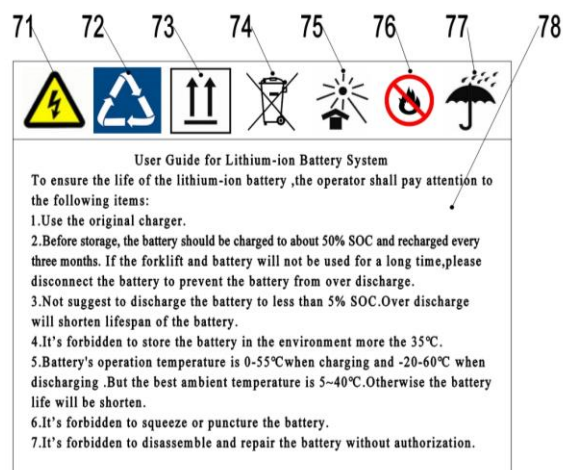 71 72 73 74 75 76 77 78
User Guide for Lithium-ion Battery System
To ensure the life of the lithium-ion battery ,the operator shall pay attention to
the following items:
1.Use the original charger.
2.Before storage, the battery should be charged to about 50% SOC and recharged every
three months. If the forklift and battery will not be used for a long time,please
disconnect the battery to prevent the battery from over discharge.
3.Not suggest to discharge the battery to less than 5% SOC.Over discharge
will shorten lifespan of the battery.
4.It's forbidden to store the battery in the environment more the 35℃.
5.Battery's operation temperature is 0-55℃when charging and -20-60℃ when
discharging .But the best ambient temperature is 5~40℃.Otherwise the battery
life will be shorten.
6.It's forbidden to squeeze or puncture the battery.
7.It's forbidden to disassemble and repair the battery without authorization.